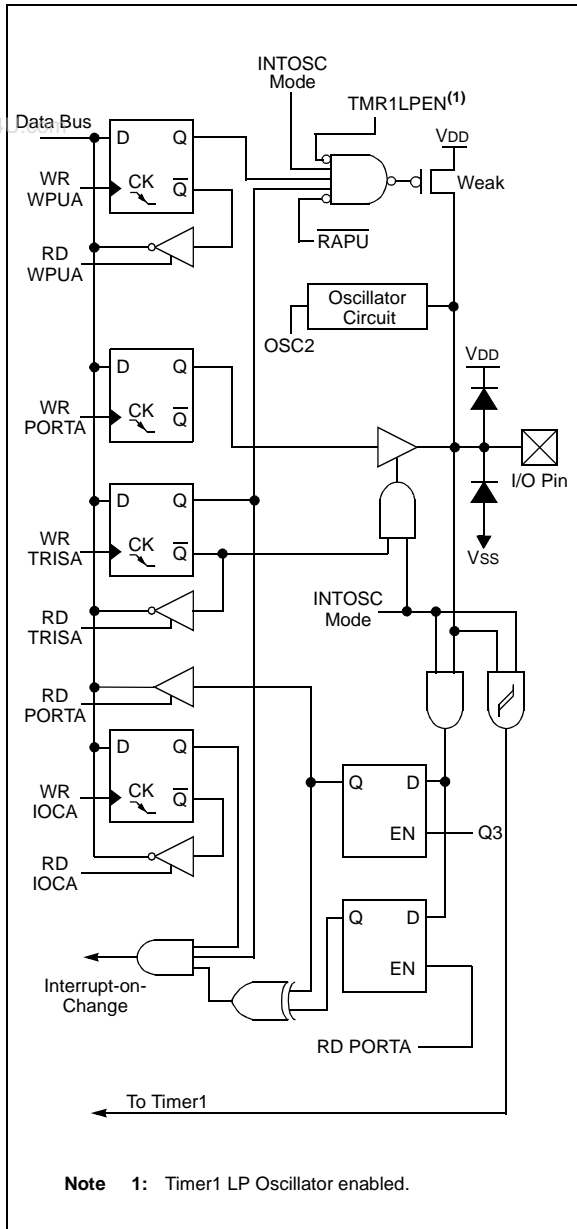 INTOSC
Mode
TMR1LPEN(1)
Data Bus
D Q
VDD
WR
WPUA
CK Q
Weak
RD
WPUA
RAPU
Oscillator
Circuit
OSC2
D Q
VDD
WR
PORTA
CK Q
I/O Pin
D Q
WR
TRISA
CK Q
VSS
RD
TRISA
INTOSC
Mode
RD
PORTA
D Q
WR
IOCA
CK Q
Q D
EN
Q3
RD
IOCA
Q D
EN
Interrupt-on-
Change
RD PORTA
To Timer1
Note 1: Timer1 LP Oscillator enabled.